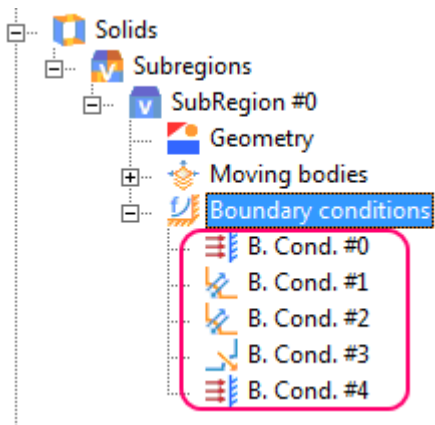 Solids
Subregions
SubRegion #0
Geometry
Moving bodies
Boundary conditions
B. Cond. #0
B. Cond. #1
B. Cond. #2
B. Cond. #3
B. Cond. #4